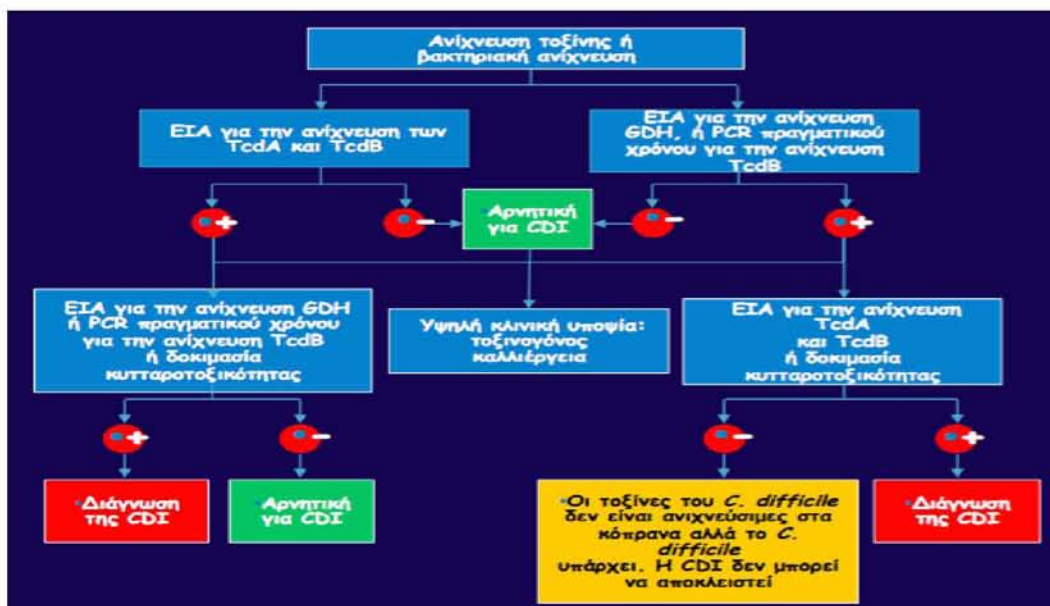 Ανίχνευση τοξίνης ή
βακτηριακή ανίχνευση
ΕΙΑ για την ανίχνευση των
TcdA και TcdB
ΕΙΑ για την ανίχνευση
GDH, ή PCR πραγματικού
χρόνου για την ανίχνευση
TcdB
+
−
•Αρνητική
για CDI
−
+
ΕΙΑ για την ανίχνευση GDH
ή PCR πραγματικού χρόνου
για την ανίχνευση TcdB
ή δοκιμασία
κυτταροτοξικότητας
Υψηλή κλινική υποψία:
τοξινογόνος
καλλιέργεια
ΕΙΑ για την ανίχνευση
TcdA
και TcdB
ή δοκιμασία
κυτταροτοξικότητας
+
−
−
+
•Διάγνωση
της CDI
•Αρνητική
για CDI
•Οι τοξίνες του C. difficile
δεν είναι ανιχνεύσιμες στα
κόπρανα αλλά το C.
difficile
υπάρχει. Η CDI δεν μπορεί
να αποκλειστεί
•Διάγνωση
της CDI